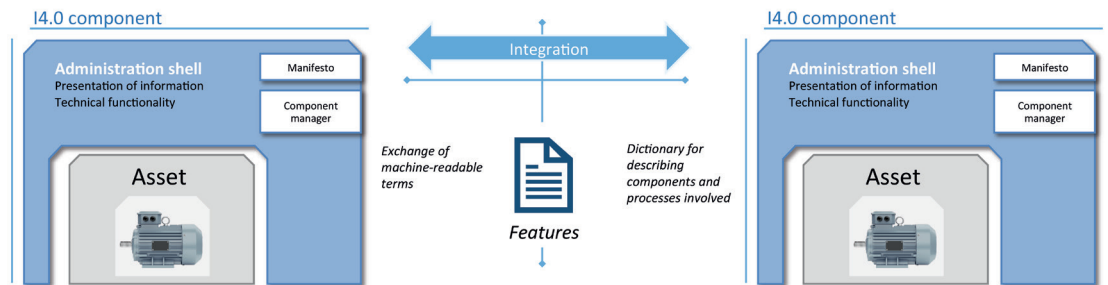 I4.0 component
Administration shell
Presentation of information
Technical functionality
Manifesto
Component
manager
Asset
Integration
Exchange of
machine-readable
terms
Dictionary for
describing
components and
processes involved
Features
I4.0 component
Administration shell
Presentation of information
Technical functionality
Manifesto
Component
manager
Asset